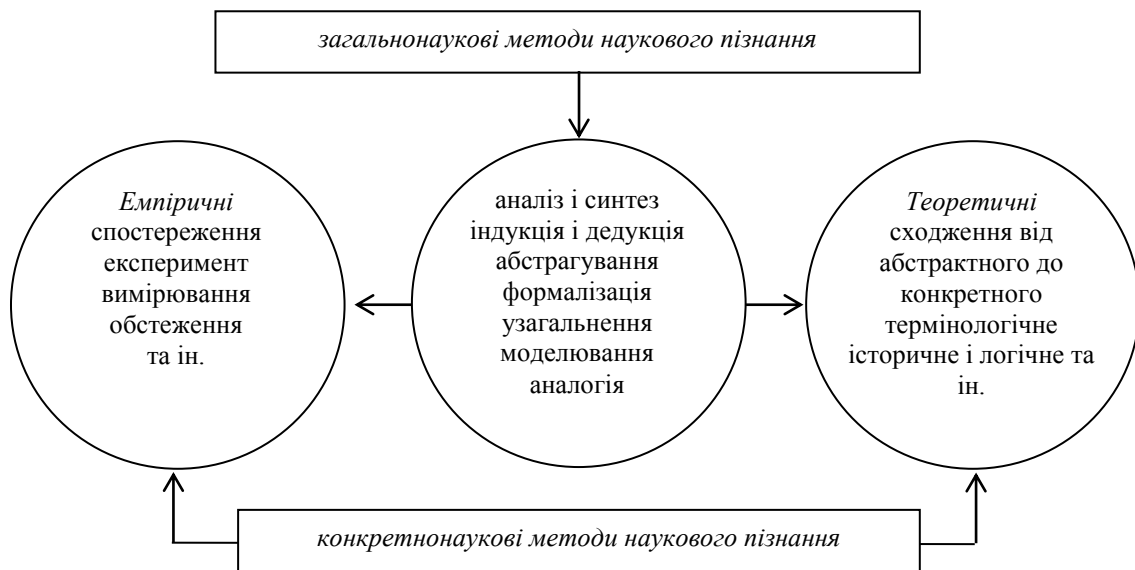 загальнонаукові методи наукового пізнання
Емпіричні
спостереження
експеримент
вимірювання
обстеження
та ін.
аналіз і синтез
індукція і дедукція
абстрагування
формалізація
узагальнення
моделювання
аналогія
Теоретичні
сходження від
абстрактного до
конкретного
термінологічне
історичне і логічне та
ін.
конкретнонаукові методи наукового пізнання